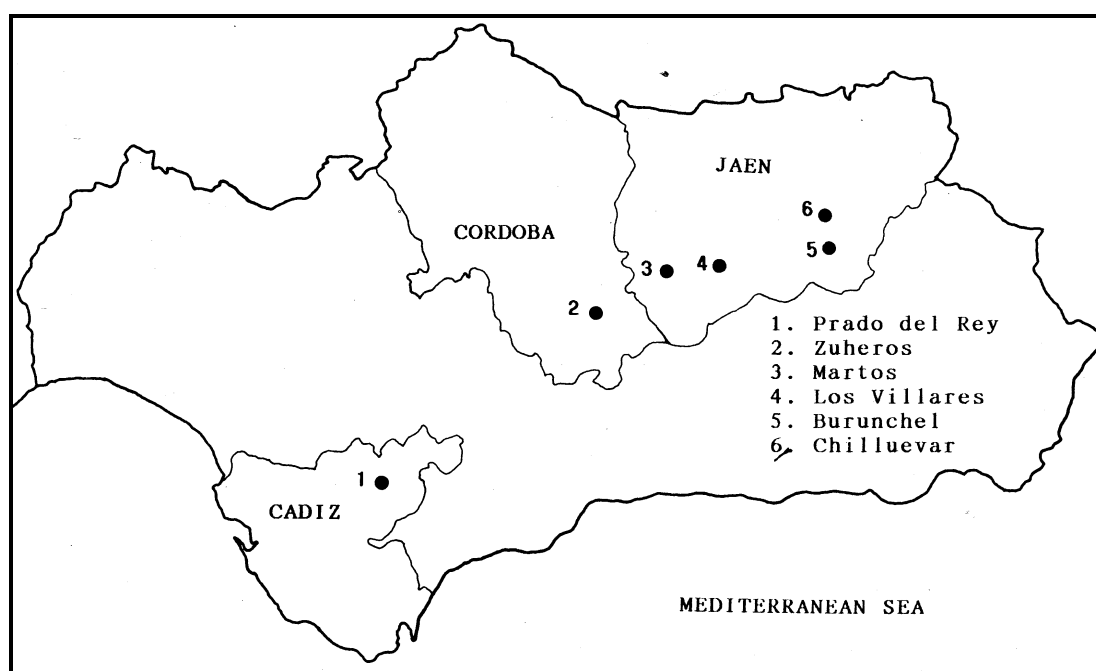 JAEN
6
CORDOBA
5
3
4
2
1. Prado del Rey
2. Zuheros
3. Martos
4. Los Villares
5. Burunchel
6. Chilluevar
1
CADIZ
MEDITERRANEAN SEA